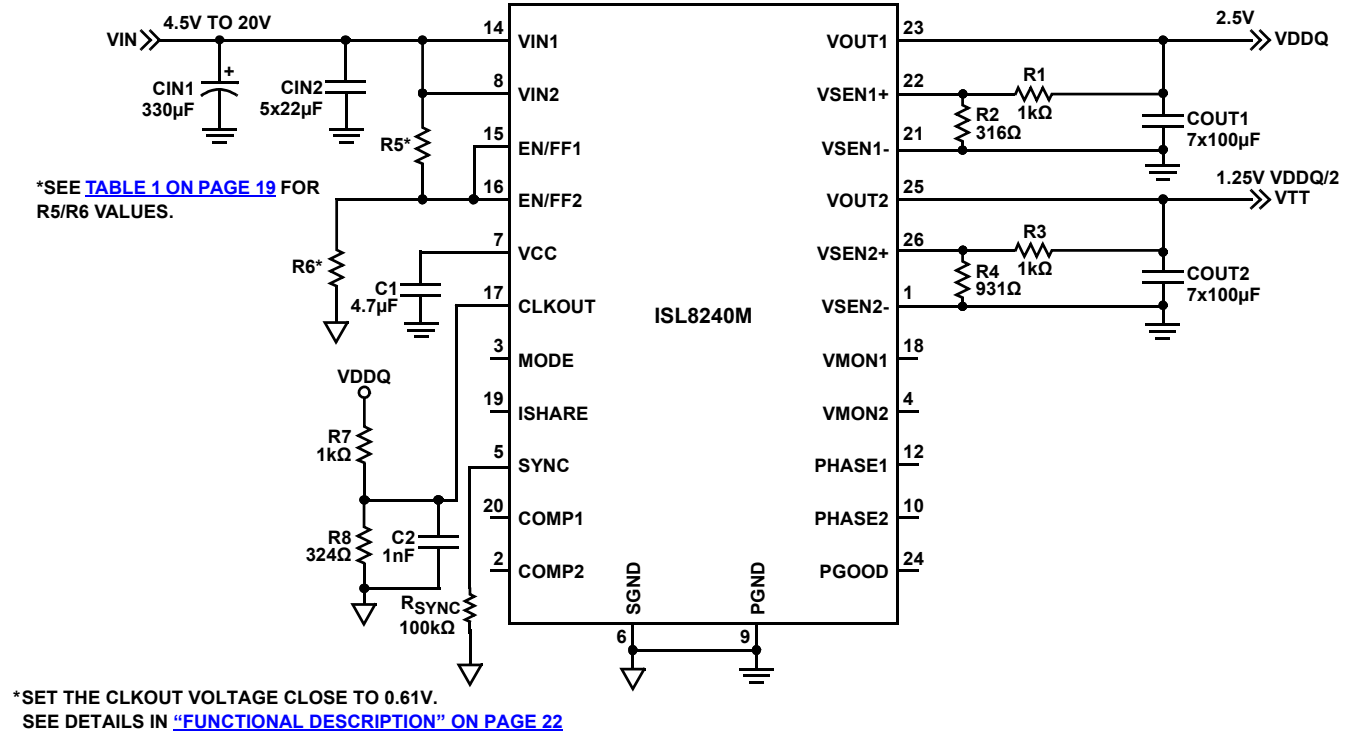 4.5V TO 20V
VIN
CIN1
330µF
+
CIN2
5x22µF
R5*
*SEE TABLE 1 ON PAGE 19 FOR
R5/R6 VALUES.
R6*
C1
4.7µF
VDDQ
R7
1kΩ
R8
324Ω
C2
1nF
RSYNC
100kΩ
14 VIN1
8 VIN2
15 EN/FF1
16 EN/FF2
7 VCC
17 CLKOUT
3 MODE
19 ISHARE
5 SYNC
20 COMP1
2 COMP2
ISL8240M
SGND
6
PGND
9
VOUT1 23
VSEN1+ 22
VSEN1- 21
VOUT2 25
VSEN2+ 26
VSEN2- 1
VMON1 18
VMON2 4
PHASE1 12
PHASE2 10
PGOOD 24
2.5V
VDDQ
R1
1kΩ
R2
316Ω
COUT1
7x100µF
1.25V VDDQ/2
VTT
R3
1kΩ
R4
931Ω
COUT2
7x100µF
*SET THE CLKOUT VOLTAGE CLOSE TO 0.61V.
SEE DETAILS IN “FUNCTIONAL DESCRIPTION” ON PAGE 22